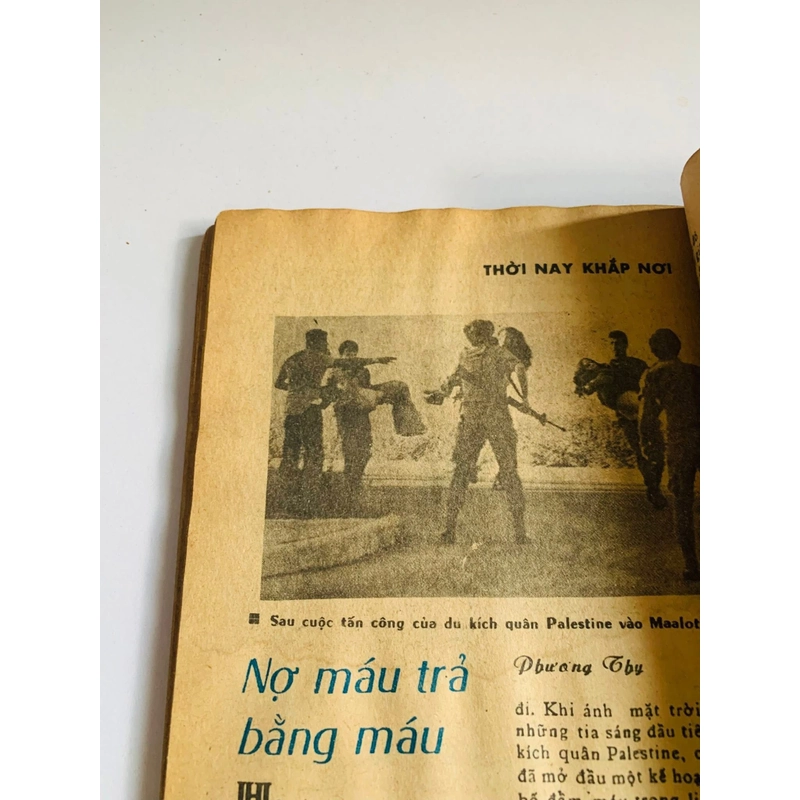 THỜI NAY KHẮP NƠI
Sau cuộc tấn công của du kích quân Palestine vào Maalot
Nợ máu trả
bằng máu
Phương Thy
đi. Khi ánh mặt trời
những tia sáng đầu tiê
kích quân Palestine,
đã mở đầu một kế hoạ